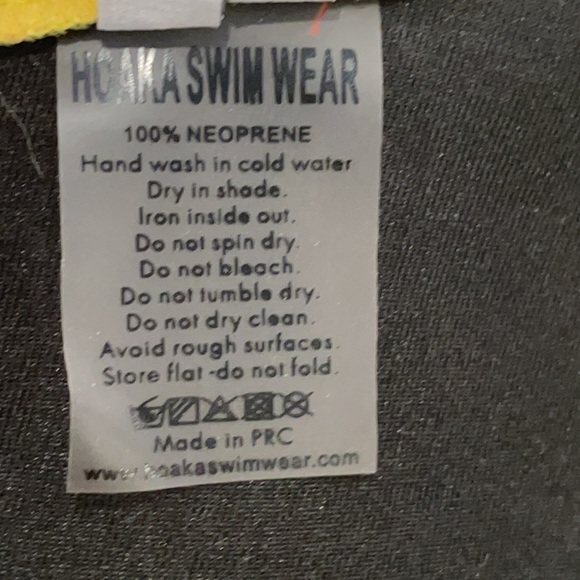 HOAKA SWIM WEAR
100% NEOPRENE
Hand wash in cold water
Dry in shade.
Iron inside out.
Do not spin dry.
Do not bleach.
Do not tumble dry.
Do not dry clean.
Avoid rough surfaces.
Store flat -do not fold.
Made in PRC
www.hoakaswimwear.com